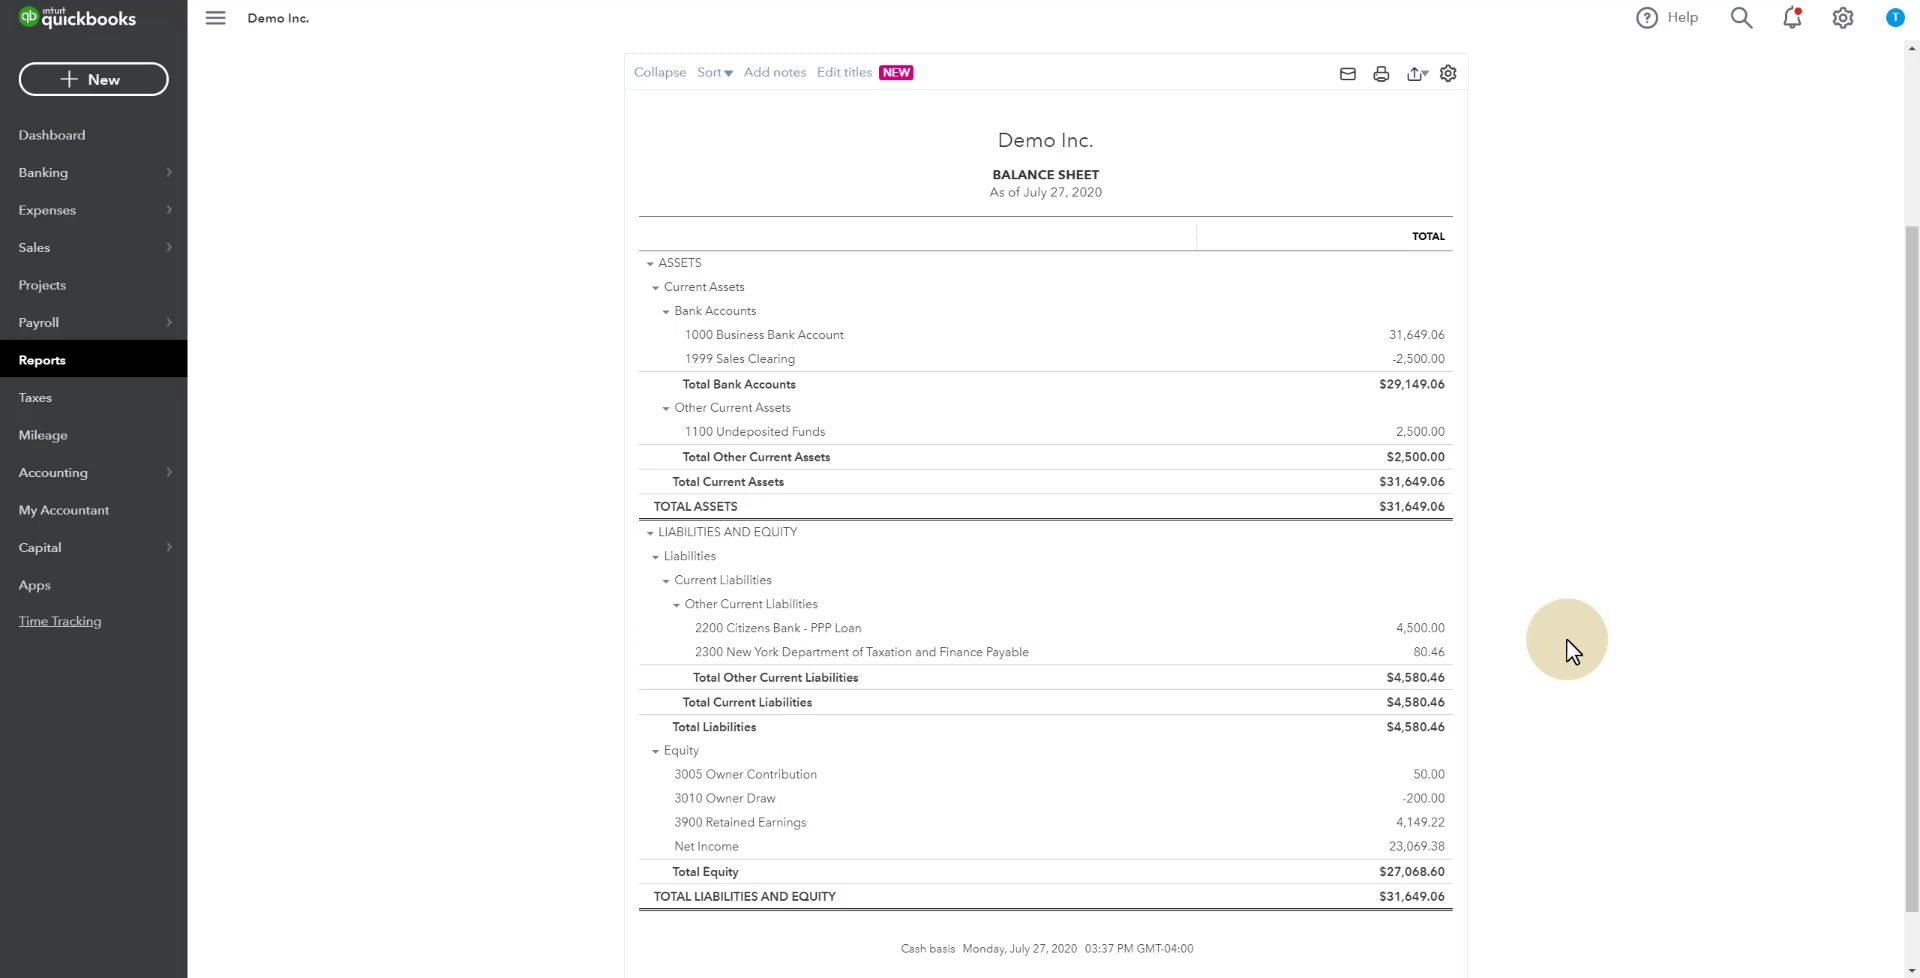 intuit
quickbooks
Demo Inc.
Help
T
New
Dashboard
Banking
Expenses
Sales
Projects
Payroll
Reports
Taxes
Mileage
Accounting
My Accountant
Capital
Apps
Time Tracking
Collapse Sort Add notes Edit titles NEW
Demo Inc.
BALANCE SHEET
As of July 27, 2020
TOTAL
ASSETS
Current Assets
Bank Accounts
1000 Business Bank Account 31,649.06
1999 Sales Clearing -2,500.00
Total Bank Accounts $29,149.06
Other Current Assets
1100 Undeposited Funds 2,500.00
Total Other Current Assets $2,500.00
Total Current Assets $31,649.06
TOTAL ASSETS $31,649.06
LIABILITIES AND EQUITY
Liabilities
Current Liabilities
Other Current Liabilities
2200 Citizens Bank - PPP Loan 4,500.00
2300 New York Department of Taxation and Finance Payable 80.46
Total Other Current Liabilities $4,580.46
Total Current Liabilities $4,580.46
Total Liabilities $4,580.46
Equity
3005 Owner Contribution 50.00
3010 Owner Draw -200.00
3900 Retained Earnings 4,149.22
Net Income 23,069.38
Total Equity $27,068.60
TOTAL LIABILITIES AND EQUITY $31,649.06
Cash basis Monday, July 27, 2020 03:37 PM GMT-04:00